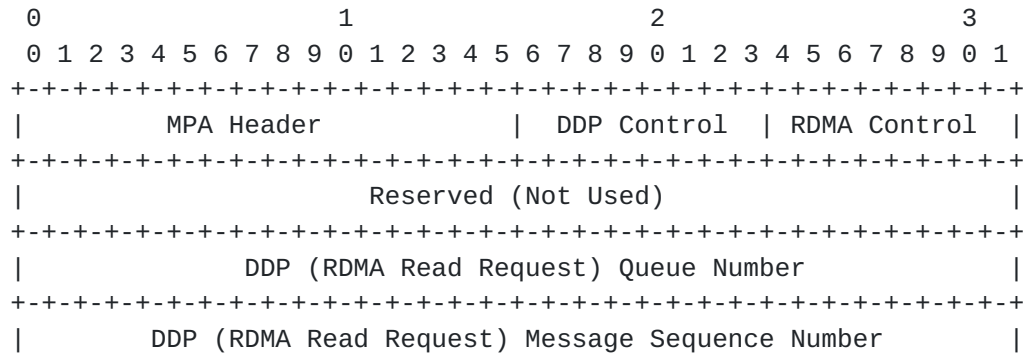 0                   1                   2                   3
 0 1 2 3 4 5 6 7 8 9 0 1 2 3 4 5 6 7 8 9 0 1 2 3 4 5 6 7 8 9 0 1
+-+-+-+-+-+-+-+-+-+-+-+-+-+-+-+-+-+-+-+-+-+-+-+-+-+-+-+-+-+-+-+-+
|         MPA Header            |  DDP Control  | RDMA Control  |
+-+-+-+-+-+-+-+-+-+-+-+-+-+-+-+-+-+-+-+-+-+-+-+-+-+-+-+-+-+-+-+-+
|                      Reserved (Not Used)                      |
+-+-+-+-+-+-+-+-+-+-+-+-+-+-+-+-+-+-+-+-+-+-+-+-+-+-+-+-+-+-+-+-+
|              DDP (RDMA Read Request) Queue Number             |
+-+-+-+-+-+-+-+-+-+-+-+-+-+-+-+-+-+-+-+-+-+-+-+-+-+-+-+-+-+-+-+-+
|        DDP (RDMA Read Request) Message Sequence Number        |